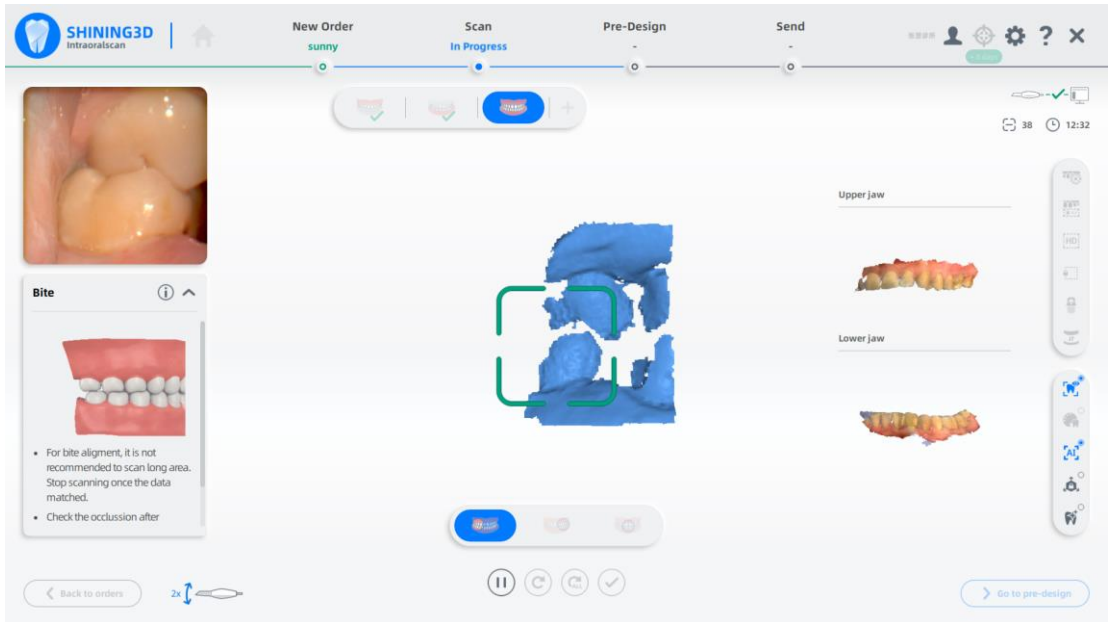 SHINING3D
Intraoralscan
New Order
sunny
Scan
In Progress
Pre-Design
-
Send
-
38
12:32
Upper jaw
HD
Lower jaw
Bite
For bite aligment, it is not
recommended to scan long area.
Stop scanning once the data
matched.
Check the occlussion after
AI
Back to orders
2x
Go to pre-design